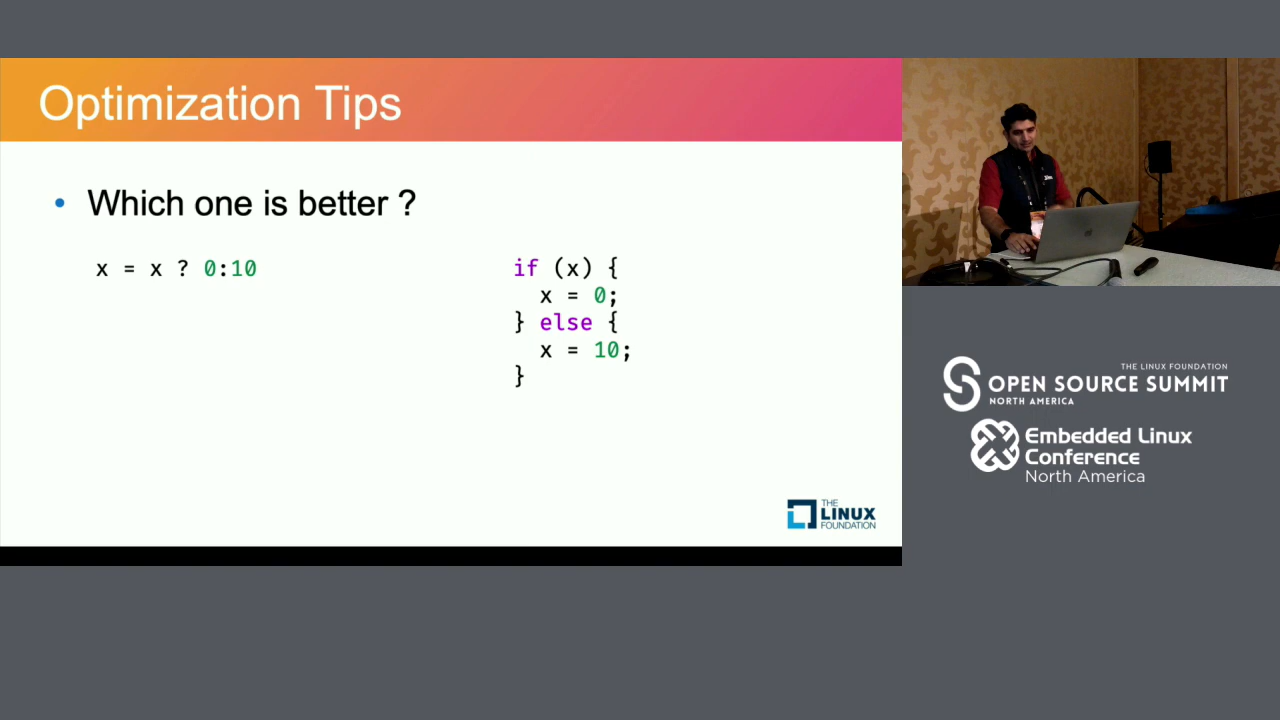 Optimization Tips
• Which one is better ?
x = x ? 0:10
if (x) {
  x = 0;
} else {
  x = 10;
}
THE
LINUX
FOUNDATION
THE LINUX FOUNDATION
OPEN SOURCE SUMMIT
NORTH AMERICA
Embedded Linux
Conference
North America